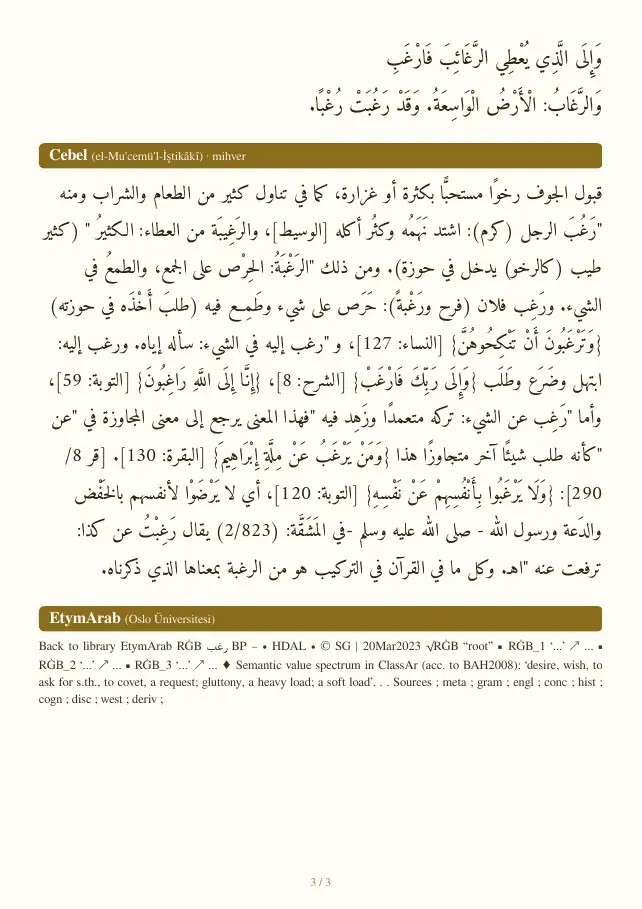 وَإِلَى الَّذِي يُعْطِي الرَّغَائِبَ فَارْغَبِ
وَالرَّغَابُ: الْأَرْضُ الْوَاسِعَةُ. وَقَدْ رَغُبَتْ رُغْبًا.
Cebel (el-Mu'cemü'l-İştikâkî) · mihver
قبول الجوف رخوًا مستحبًّا بكثرة أو غزارة، كما في تناول كثير من الطعام والشراب ومنه
"رَغُبَ الرجل (كرم): اشتد نَهَمُه وكثُر أكله [الوسيط]، والرَغِيبَة من العطاء: الكثيرُ " (كثير
طيب (كالرخو) يدخل في حوزة). ومن ذلك "الرَغْبَةُ: الحِرْص على الجمع، والطمعُ في
الشيء. ورَغِب فلان (فرح ورَغْبةً): حَرَص على شيء وطَمِع فيه (طلبَ أَخْذَه في حوزته)
{وَتَرْغَبُونَ أَنْ تَنْكِحُوهُنَّ} [النساء: 127]، و "رغب إليه في الشيء: سأله إياه. ورغب إليه:
ابتهل وضَرَع وطَلَب {وَإِلَى رَبِّكَ فَارْغَبْ} [الشرح: 8]، {إِنَّا إِلَى اللَّهِ رَاغِبُونَ} [التوبة: 59]،
وأما "رَغِب عن الشيء: تركه متعمدًا وزَهِد فيه "فهذا المعنى يرجع إلى معنى المجاوزة في "عن
"كأنه طلب شيئًا آخر متجاوزًا هذا {وَمَنْ يَرْغَبُ عَنْ مِلَّةِ إِبْرَاهِيمَ} [البقرة: 130]. [قر 8/
290]: {وَلَا يَرْغَبُوا بِأَنْفُسِهِمْ عَنْ نَفْسِهِ} [التوبة: 120]، أي لا يَرْضَوْا لأنفسهم بالخَفْض
والدَعة ورسول الله - صلى الله عليه وسلم -في المَشَقَّة: (2/823) يقال رَغِبْتُ عن كذا:
ترفعت عنه "اهـ. وكل ما في القرآن في التركيب هو من الرغبة بمعناها الذي ذكرناه.
EtymArab (Oslo Üniversitesi)
Back to library EtymArab RĠB رغب BP – • HDAL • © SG | 20Mar2023 √RĠB “root” ▪ RĠB_1 ‘...’ ↗ ... ▪
RĠB_2 ‘...’ ↗ ... ▪ RĠB_3 ‘...’ ↗ ... ♦ Semantic value spectrum in ClassAr (acc. to BAH2008): ‘desire, wish, to
ask for s.th., to covet, a request; gluttony, a heavy load; a soft load’. . . Sources ; meta ; gram ; engl ; conc ; hist ;
cogn ; disc ; west ; deriv ;
3 / 3